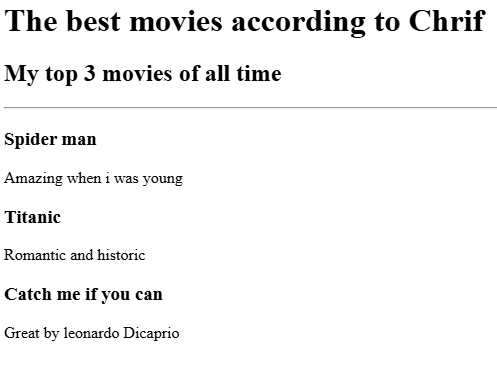 The best movies according to Chrif
My top 3 movies of all time
Spider man
Amazing when i was young
Titanic
Romantic and historic
Catch me if you can
Great by leonardo Dicaprio